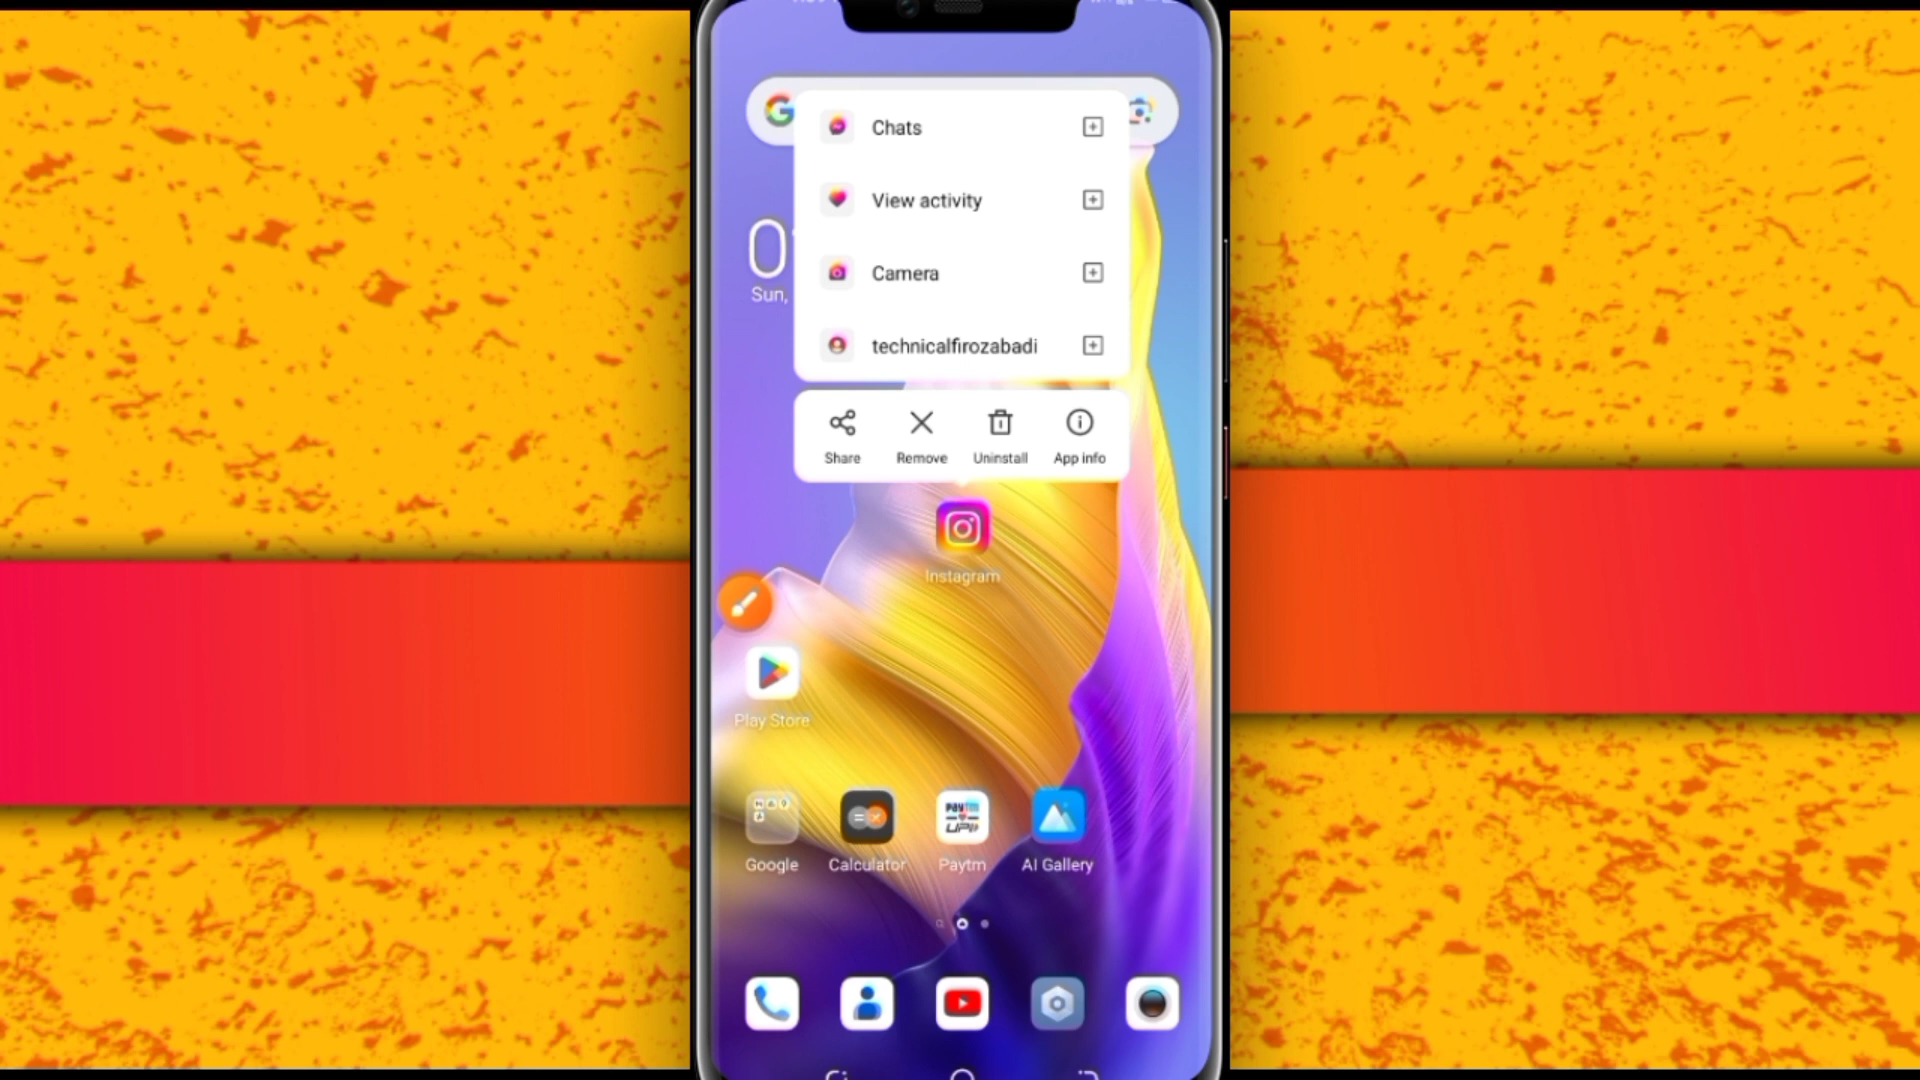 Chats
View activity
0
Sun,
Camera
technicalfirozabadi
Share Remove Uninstall App info
Instagram
Play Store
Google Calculator Paytm AI Gallery